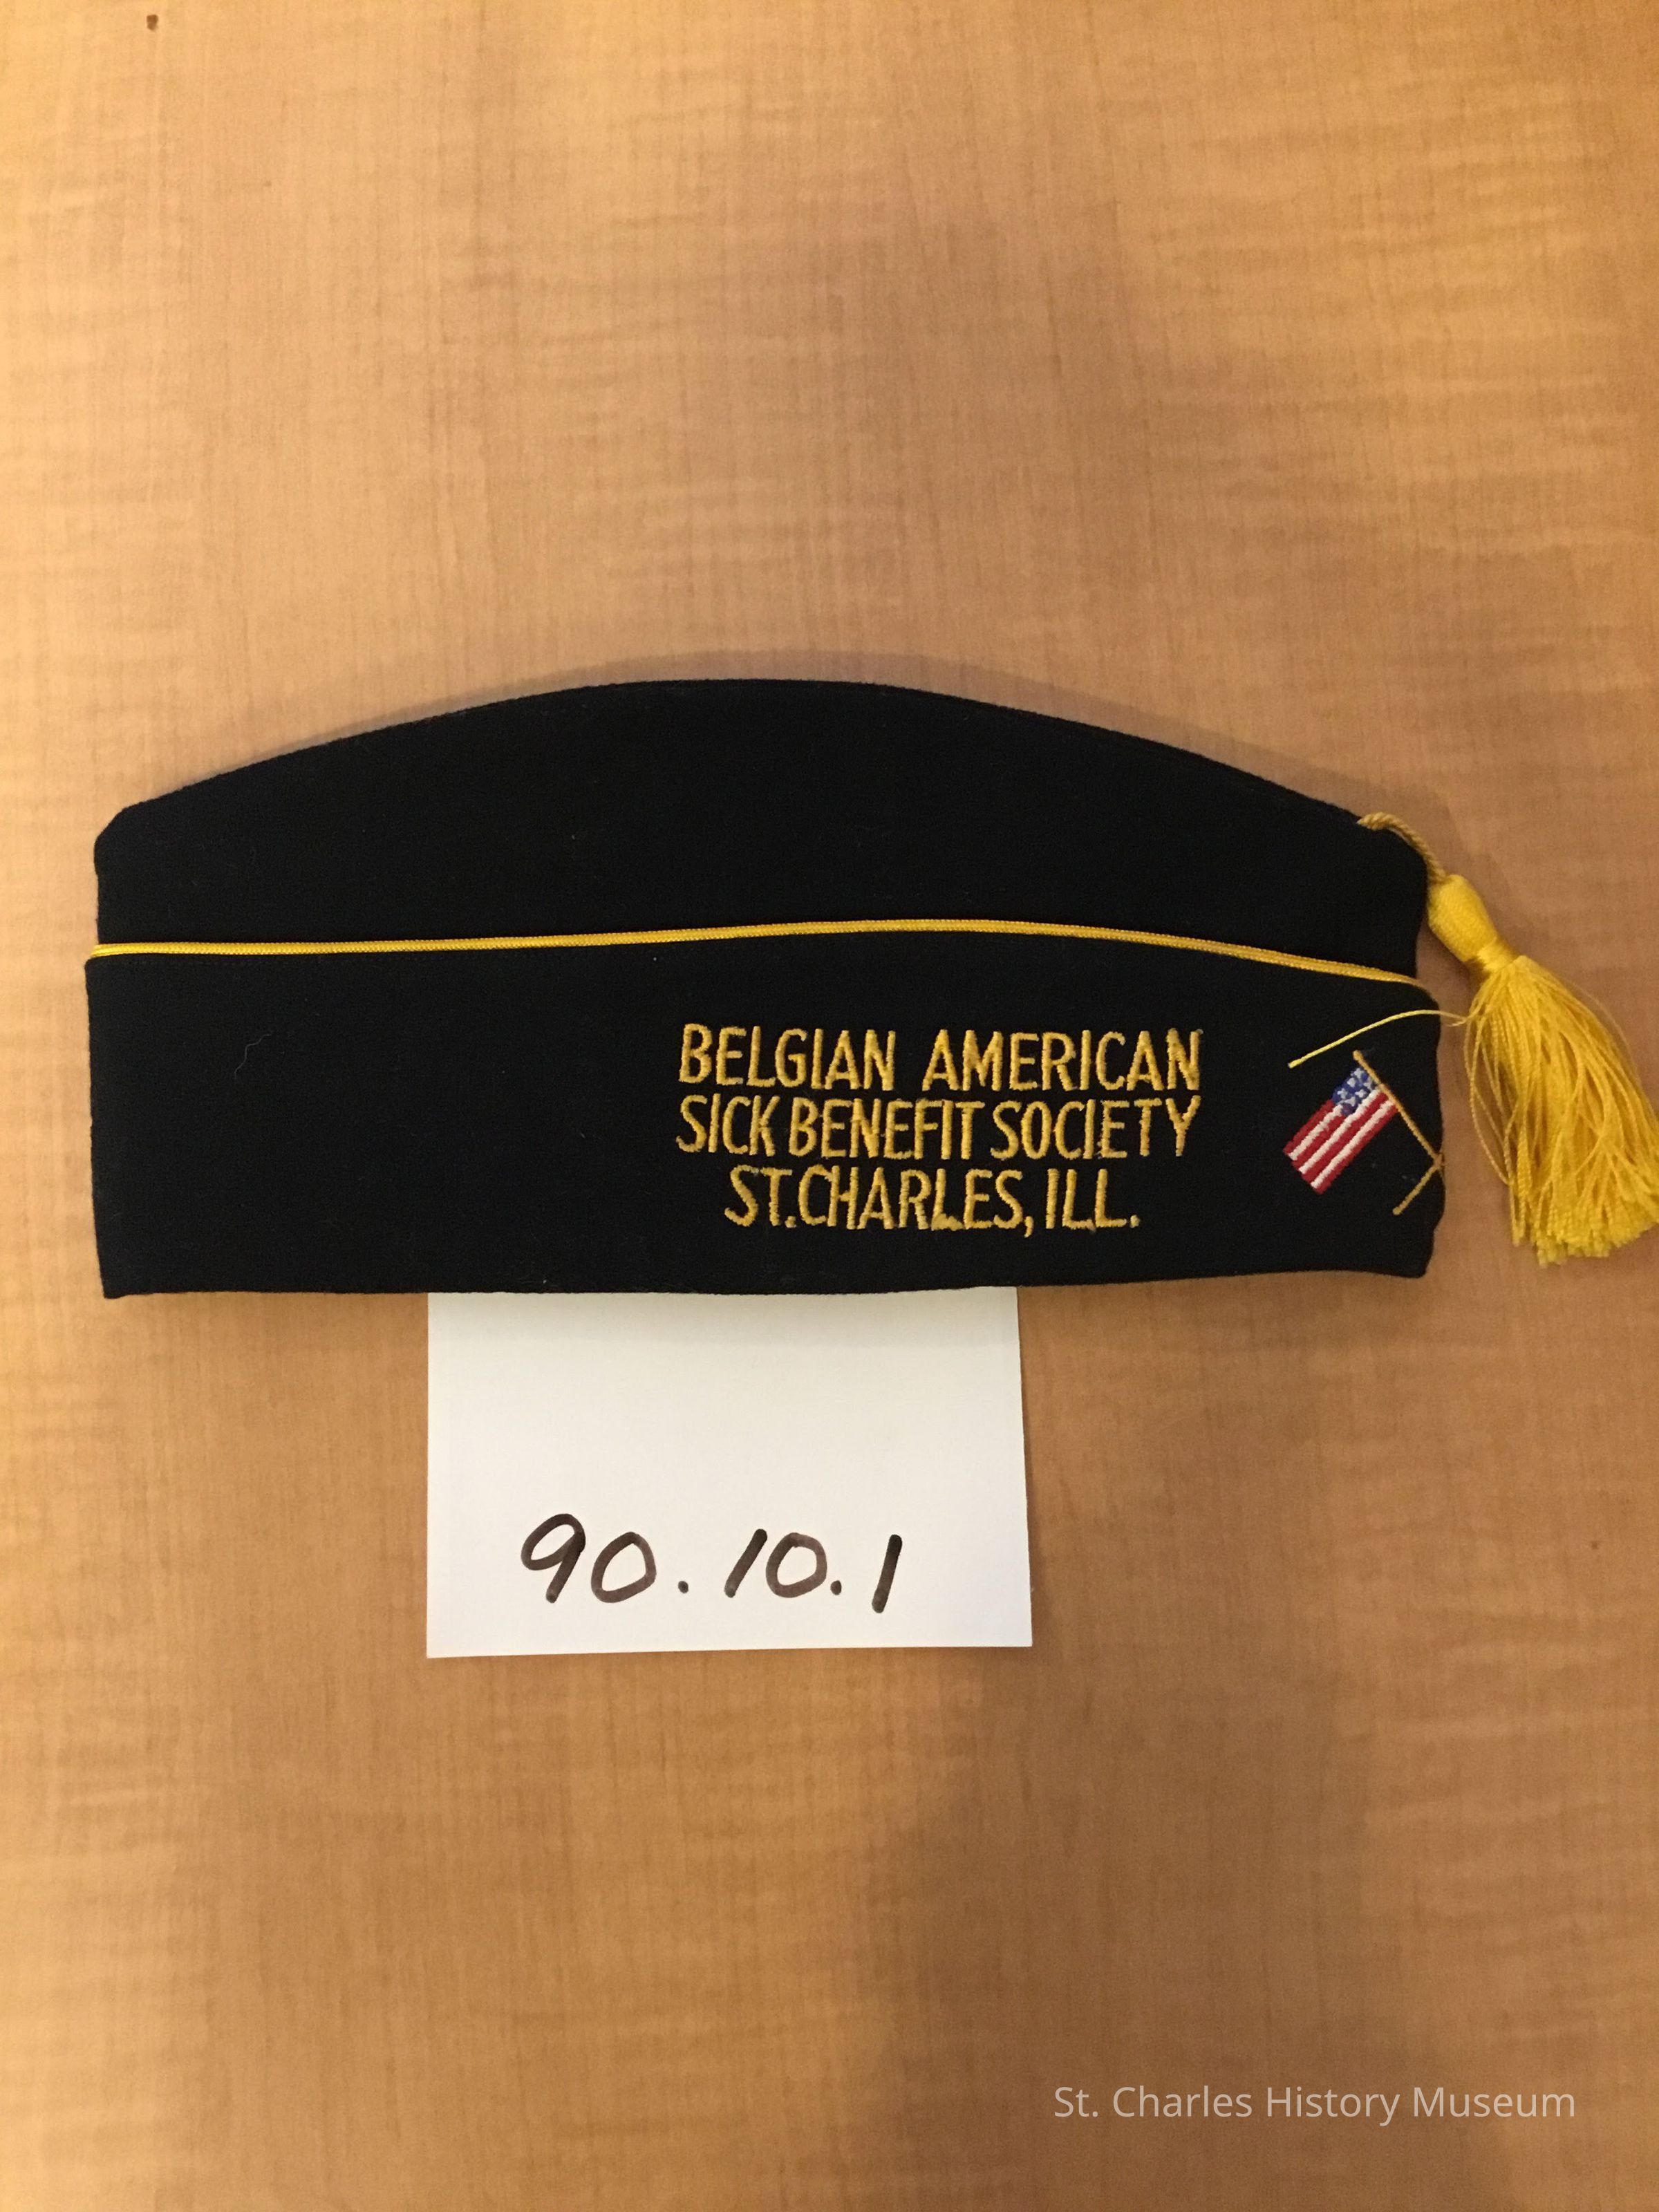 BELGIAN AMERICAN
SICK BENEFIT SOCIETY
ST. CHARLES, ILL.
90.10.1
St. Charles History Museum